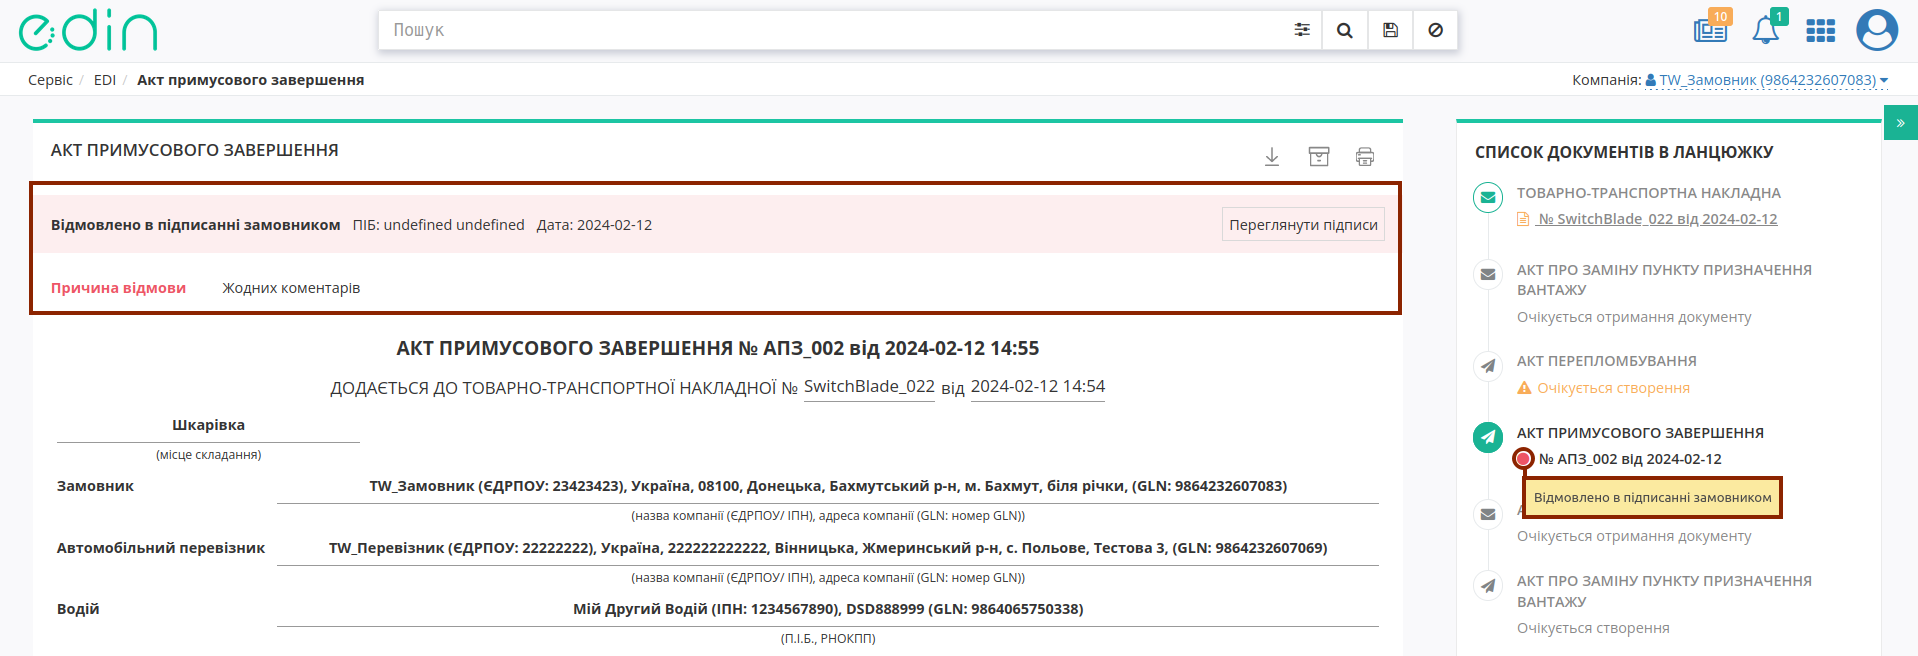 edin
Пошук
10
1
Сервіс / EDI / Акт примусового завершення
Компанія: TW_Замовник (9864232607083)
»
АКТ ПРИМУСОВОГО ЗАВЕРШЕННЯ
Відмовлено в підписанні замовником ПІБ: undefined undefined Дата: 2024-02-12
Переглянути підписи
Причина відмови Жодних коментарів
АКТ ПРИМУСОВОГО ЗАВЕРШЕННЯ № АПЗ_002 від 2024-02-12 14:55
ДОДАЄТЬСЯ ДО ТОВАРНО-ТРАНСПОРТНОЇ НАКЛАДНОЇ № SwitchBlade_022 від 2024-02-12 14:54
Шкарівка
(місце складання)
Замовник TW_Замовник (ЄДРПОУ: 23423423), Україна, 08100, Донецька, Бахмутський р-н, м. Бахмут, біля річки, (GLN: 9864232607083)
(назва компанії (ЄДРПОУ/ ІПН), адреса компанії (GLN: номер GLN))
Автомобільний перевізник TW_Перевізник (ЄДРПОУ: 22222222), Україна, 222222222222, Вінницька, Жмеринський р-н, с. Польове, Тестова 3, (GLN: 9864232607069)
(назва компанії (ЄДРПОУ/ ІПН), адреса компанії (GLN: номер GLN))
Водій Мій Другий Водій (ІПН: 1234567890), DSD888999 (GLN: 9864065750338)
(П.І.Б., РНОКПП)
СПИСОК ДОКУМЕНТІВ В ЛАНЦЮЖКУ
ТОВАРНО-ТРАНСПОРТНА НАКЛАДНА
№ SwitchBlade_022 від 2024-02-12
АКТ ПРО ЗАМІНУ ПУНКТУ ПРИЗНАЧЕННЯ
ВАНТАЖУ
Очікується отримання документу
АКТ ПЕРЕПЛОМБУВАННЯ
Очікується створення
АКТ ПРИМУСОВОГО ЗАВЕРШЕННЯ
№ АПЗ_002 від 2024-02-12
Відмовлено в підписанні замовником
Очікується отримання документу
АКТ ПРО ЗАМІНУ ПУНКТУ ПРИЗНАЧЕННЯ
ВАНТАЖУ
Очікується створення